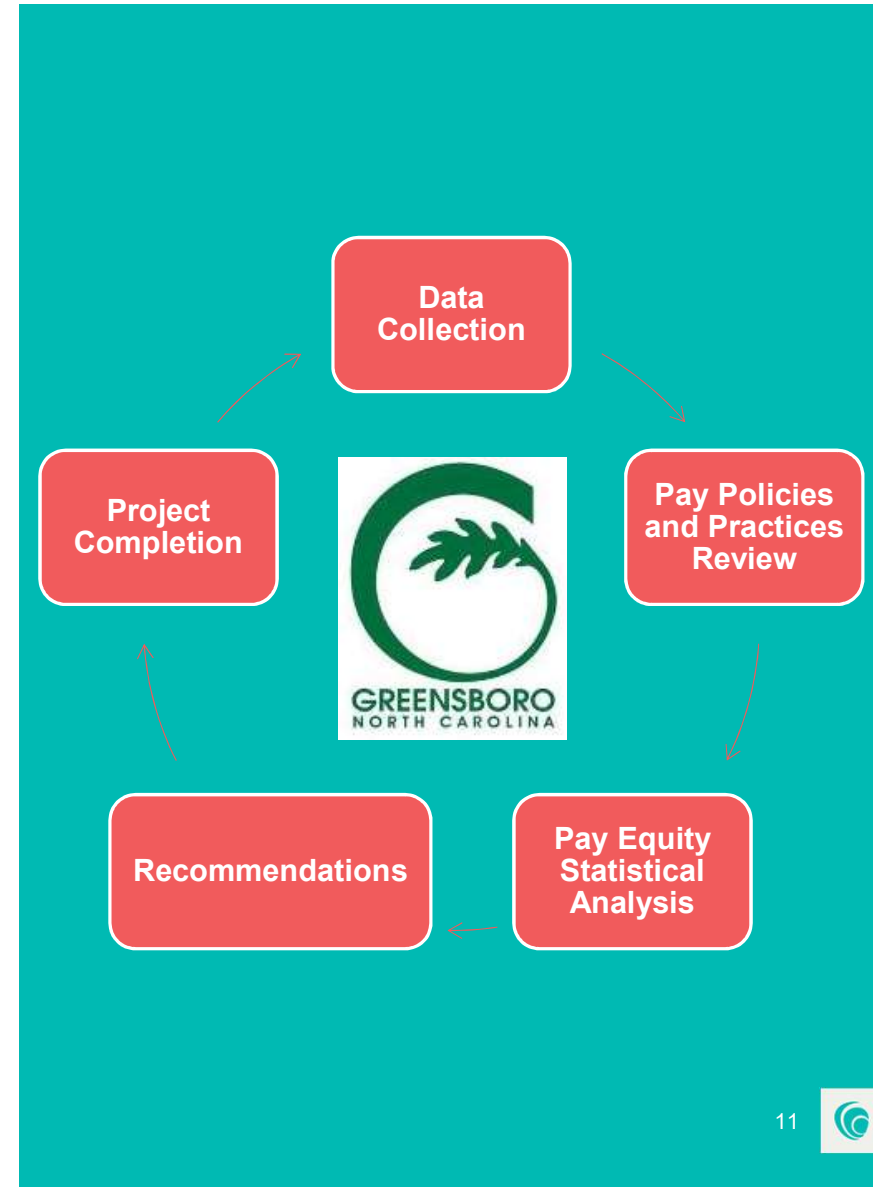 Data
Collection
Pay Policies
and Practices
Review
Pay Equity
Statistical
Analysis
Recommendations
Project
Completion
GREENSBORO
NORTH CAROLINA
11